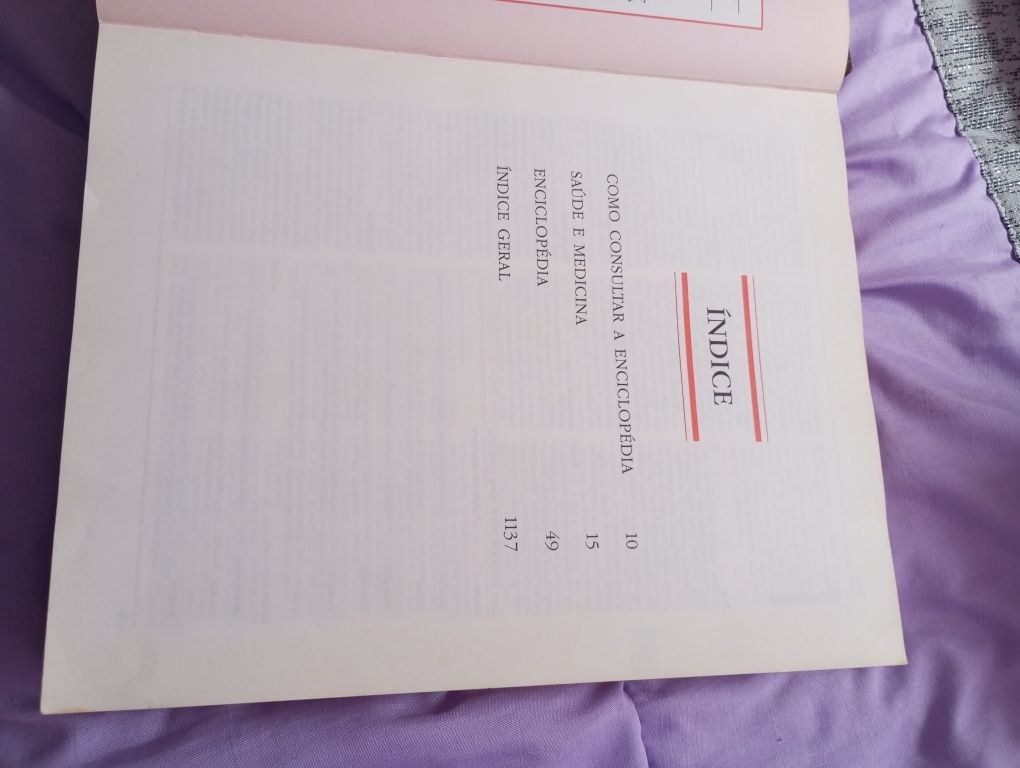 ÍNDICE
COMO CONSULTAR A ENCICLOPÉDIA 10
SAÚDE E MEDICINA 15
ENCICLOPÉDIA 49
ÍNDICE GERAL 1137